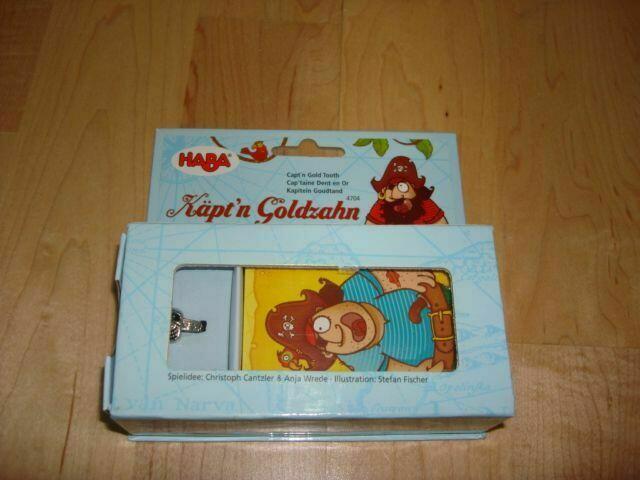 HABA
Capt'n Gold Tooth
Cap'taine Dent en Or
Kapitein Goudtand
4704
Käpt'n Goldzahn
Spielidee: Christoph Cantzler & Anja Wrede · Illustration: Stefan Fischer
Narval